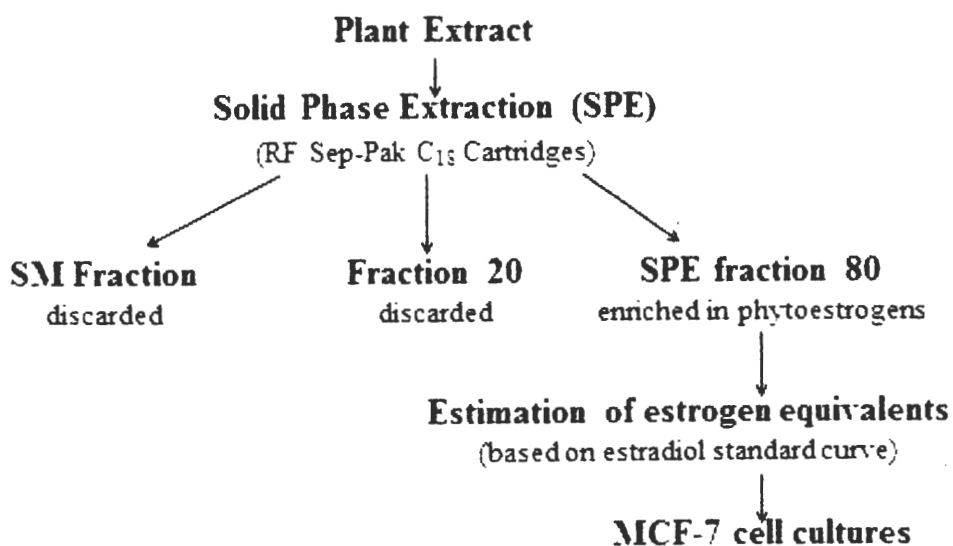 Plant Extract
Solid Phase Extraction (SPE)
(RF Sep-Pak C18 Cartridges)
SM Fraction
discarded
Fraction 20
discarded
SPE fraction 80
enriched in phytoestrogens
Estimation of estrogen equivalents
(based on estradiol standard curve)
MCF-7 cell cultures